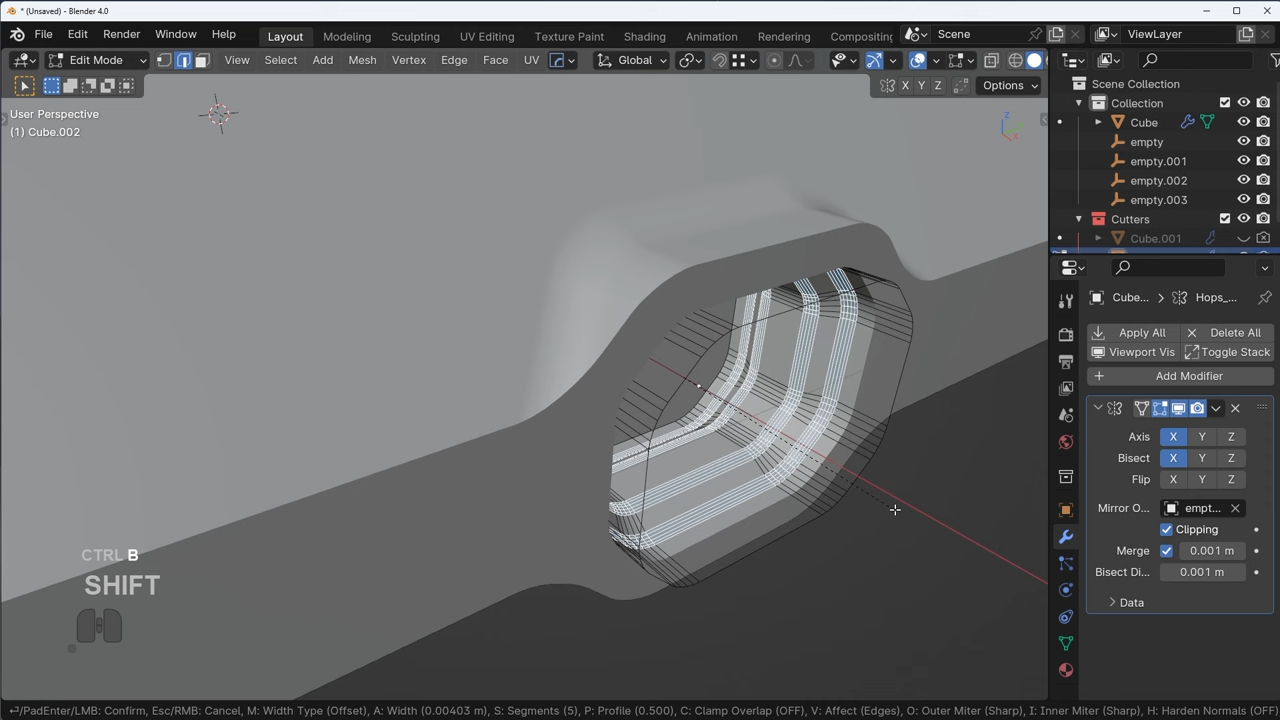 * (Unsaved) - Blender 4.0
File Edit Render Window Help
Layout Modeling Sculpting UV Editing Texture Paint Shading Animation Rendering Compositing
Scene
ViewLayer
Edit Mode
View Select Add Mesh Vertex Edge Face UV
Global
X Y Z
Options
User Perspective
(1) Cube.002
Z
X
Scene Collection
Collection
Cube
empty
empty.001
empty.002
empty.003
Cutters
Cube.001
Cube... > Hops_...
Apply All Delete All
Viewport Vis Toggle Stack
Add Modifier
Axis X Y Z
Bisect X Y Z
Flip X Y Z
Mirror O... empt...
Clipping
Merge 0.001 m
Bisect Di... 0.001 m
Data
CTRL B
SHIFT
/PadEnter/LMB: Confirm, Esc/RMB: Cancel, M: Width Type (Offset), A: Width (0.00403 m), S: Segments (5), P: Profile (0.500), C: Clamp Overlap (OFF), V: Affect (Edges), O: Outer Miter (Sharp), I: Inner Miter (Sharp), H: Harden Normals (OFF)